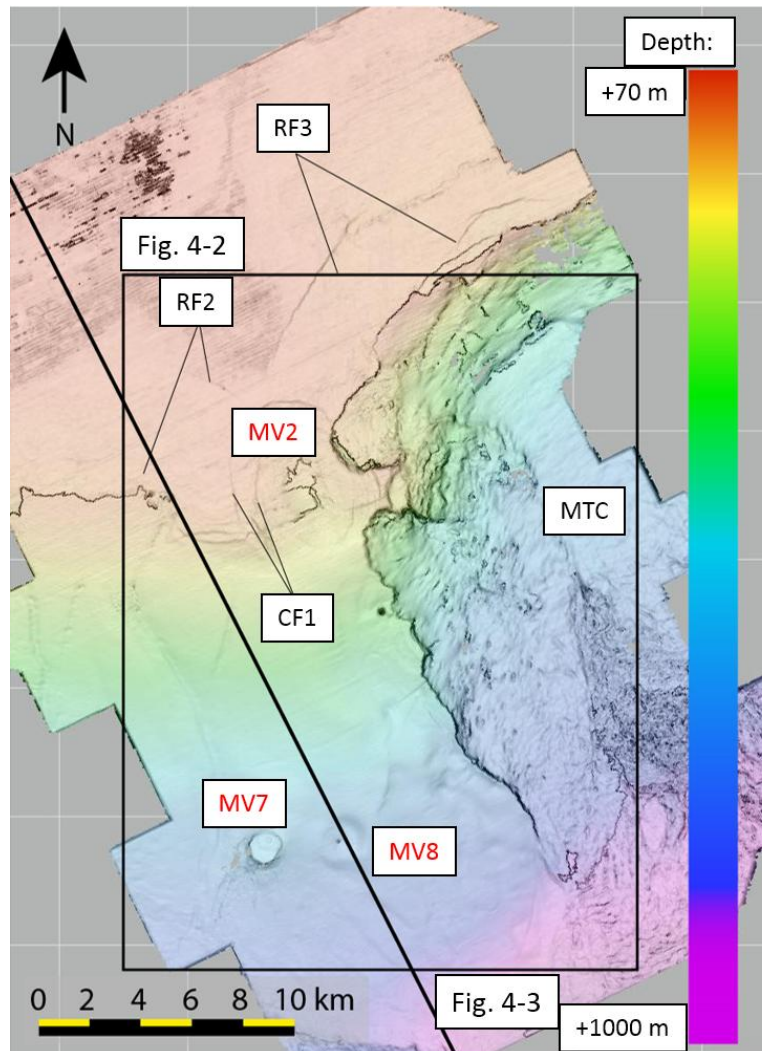 Depth:
+70 m
N
RF3
Fig. 4-2
RF2
MV2
MTC
CF1
MV7
MV8
0 2 4 6 8 10 km
Fig. 4-3
+1000 m